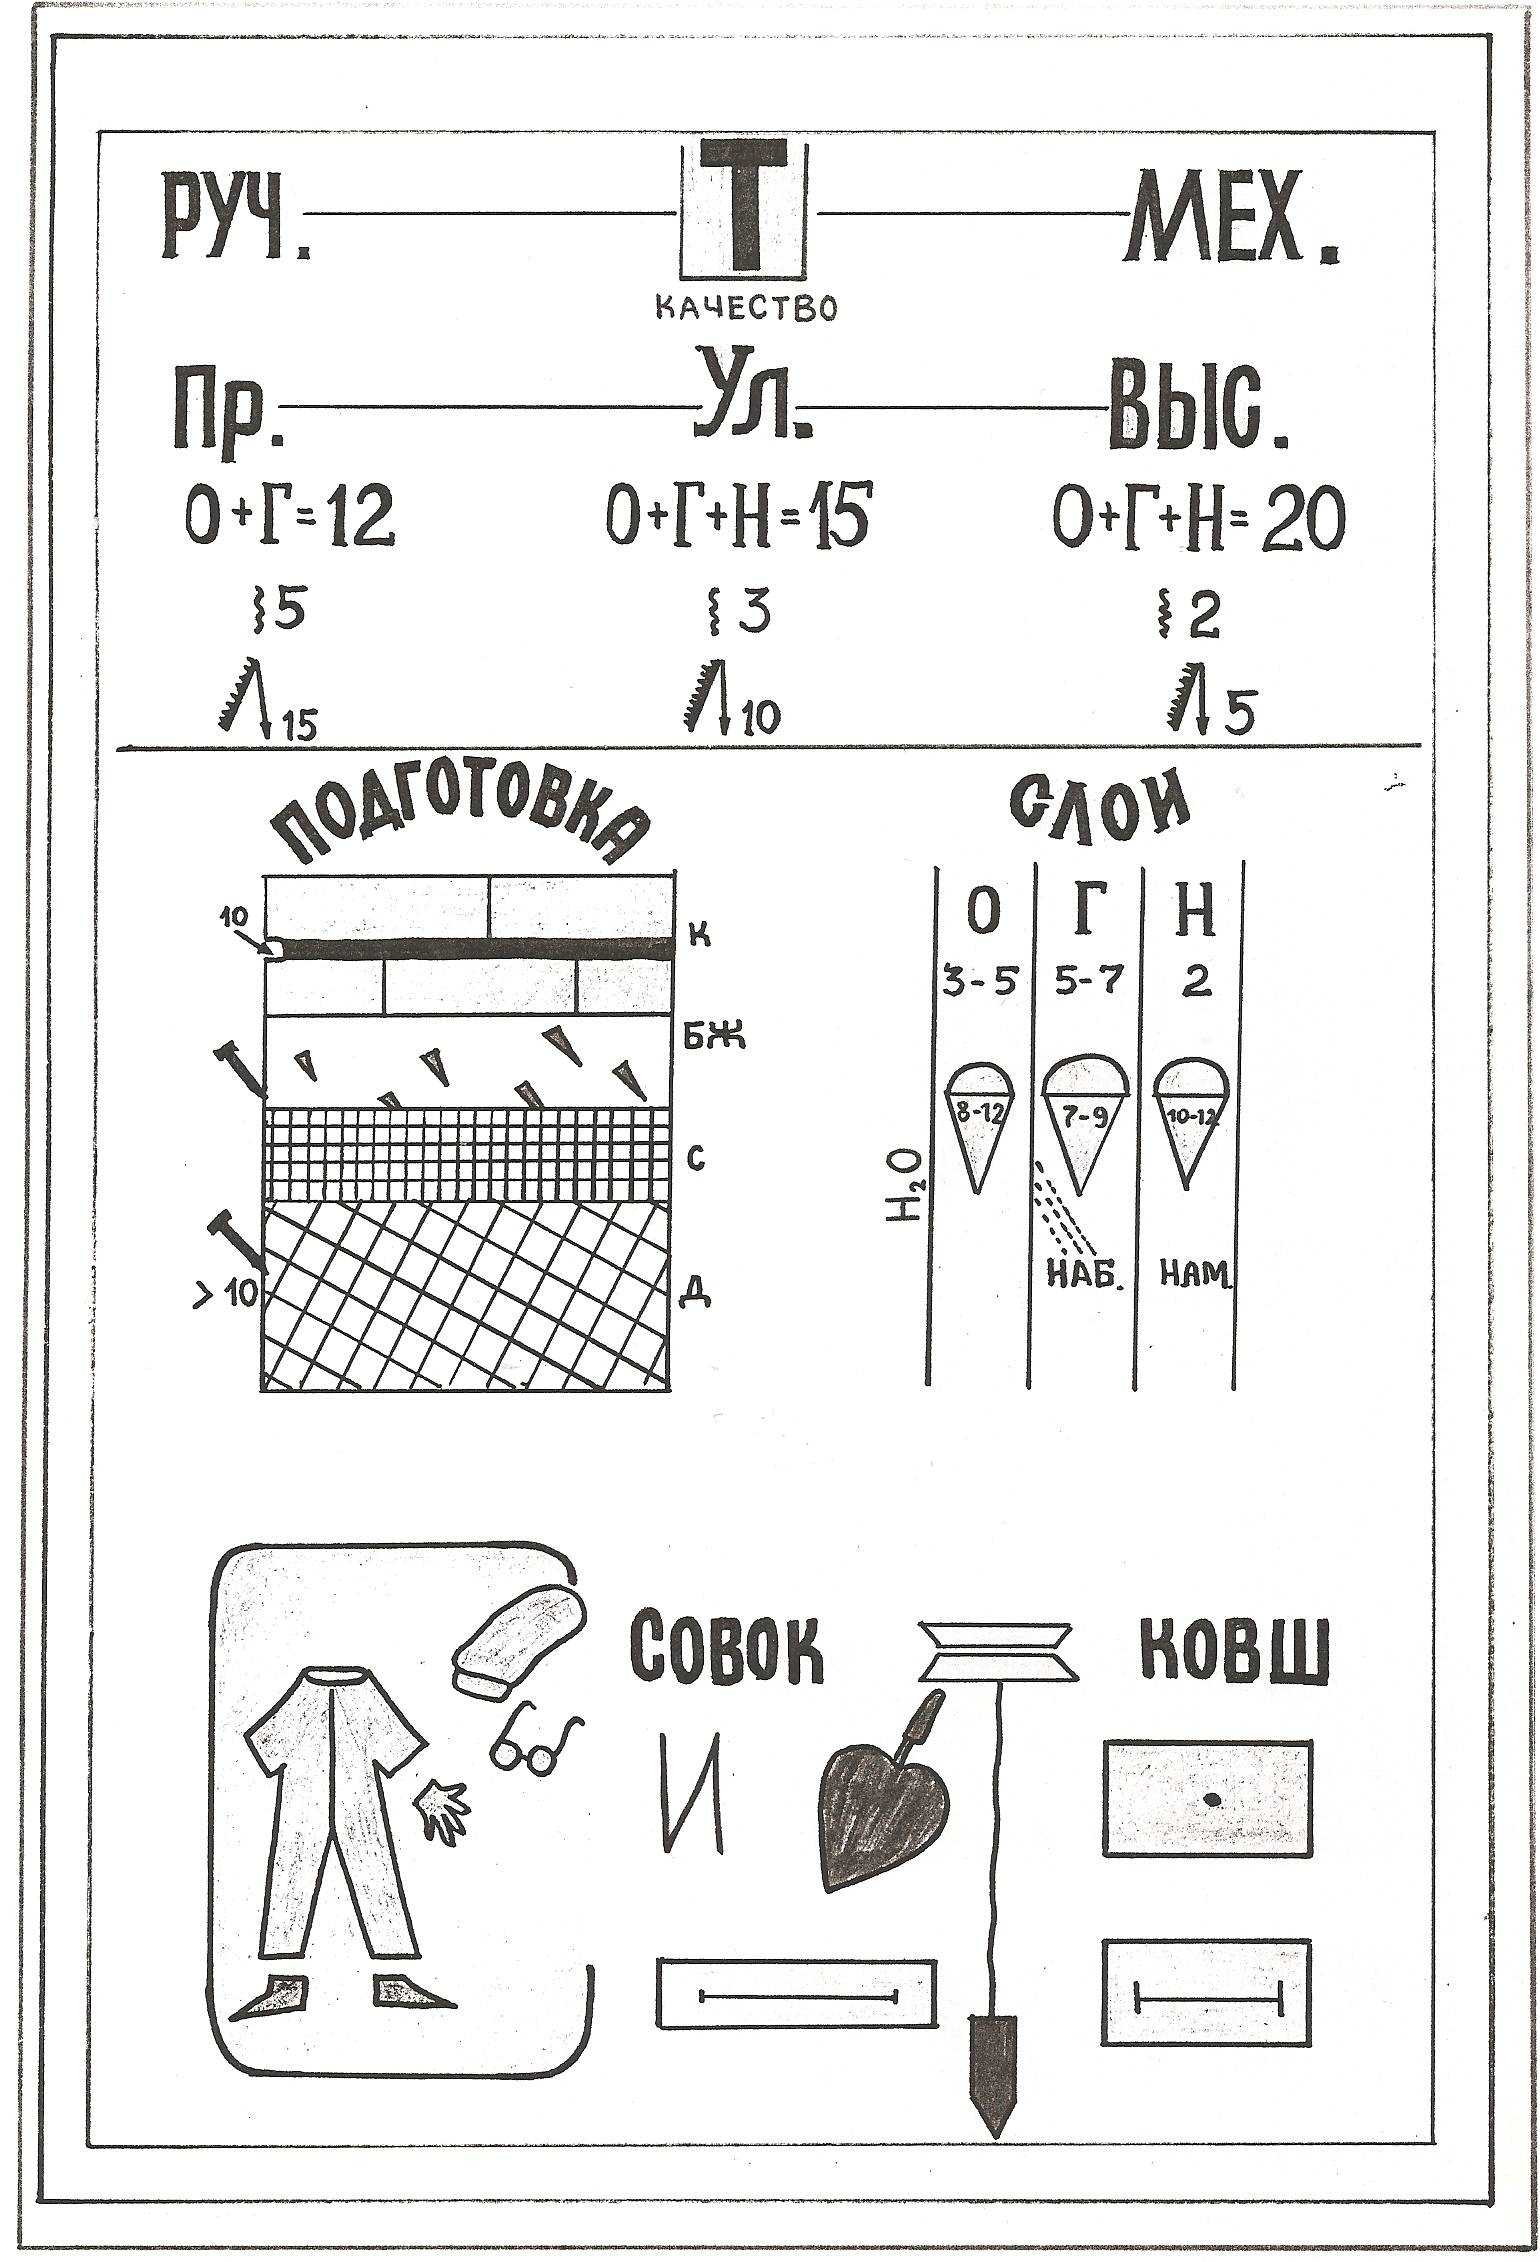 РУЧ. Т МЕХ.
КАЧЕСТВО
Пр. Ул. ВЫС.
О+Г=12 О+Г+Н=15 О+Г+Н=20
5 3 2
15 10 5
ПОДГОТОВКА СЛОИ
О Г Н
10 К
3-5 5-7 2
БЖ
8-12 7-9 10-12
С
H₂O
>10 Д
НАБ. НАМ.
СОВОК КОВШ
И